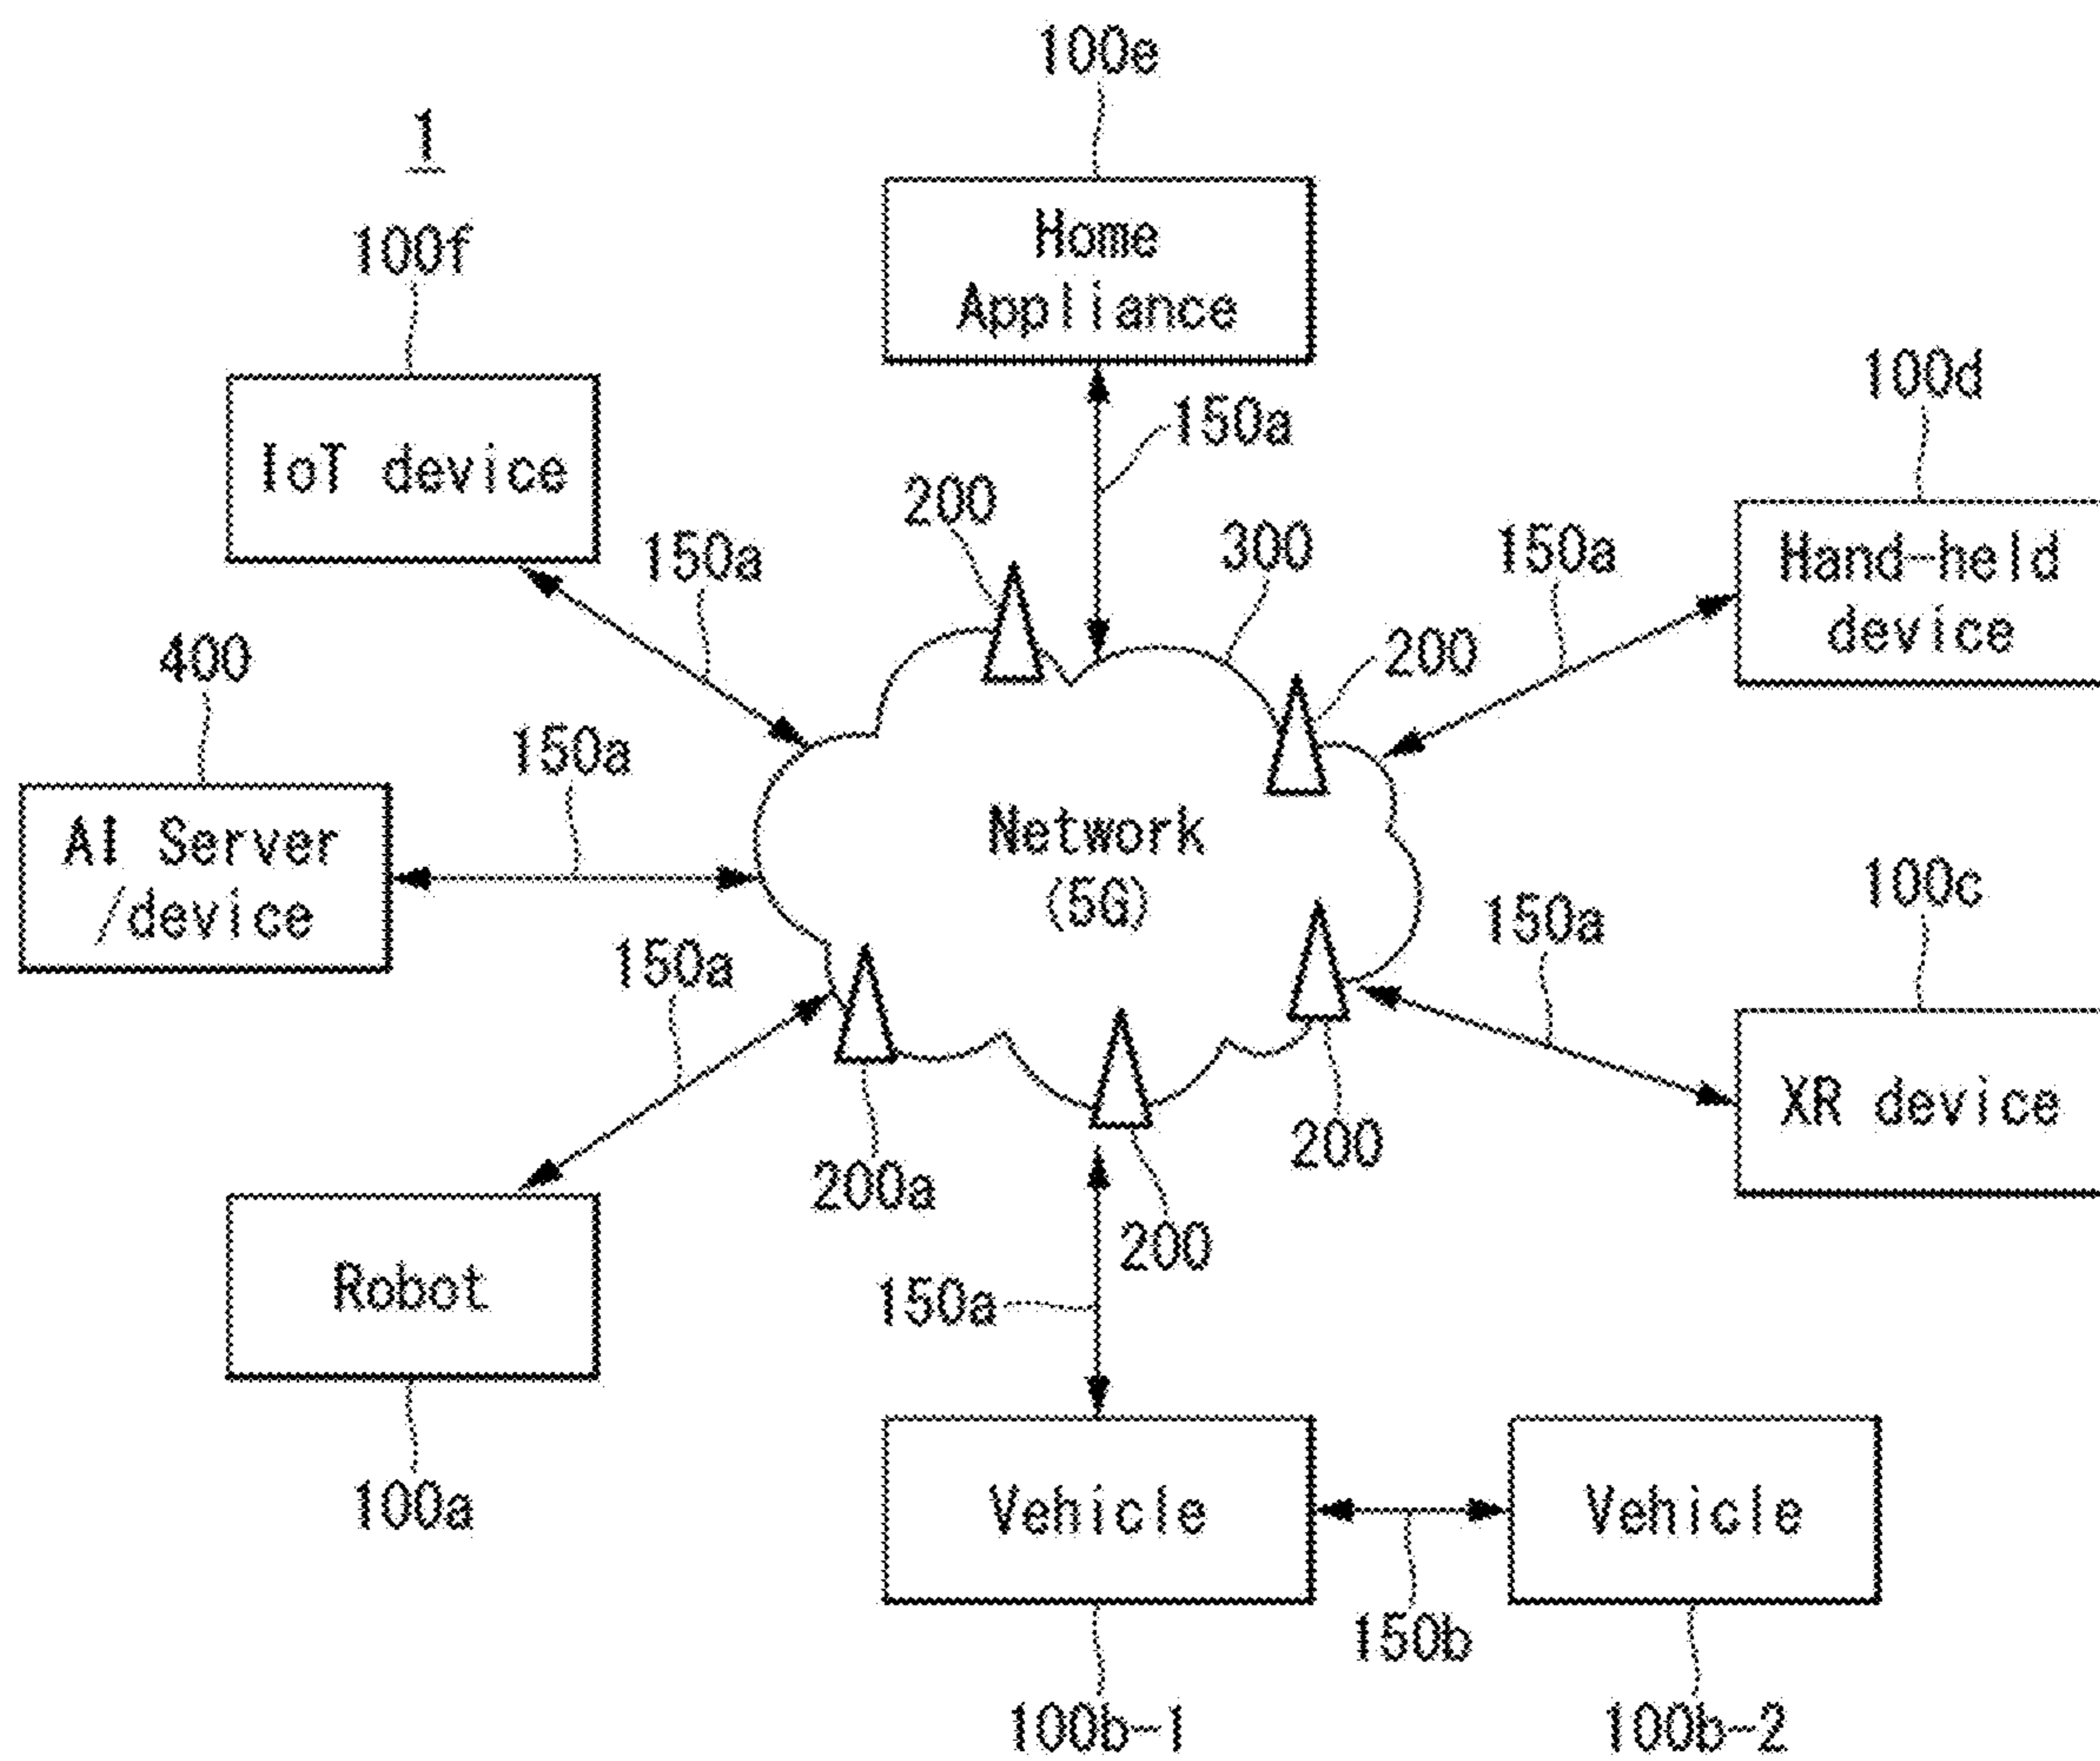 100e
1
100f
Home
Appliance
100d
150a
IoT device
200
300
150a
150a
Hand-held
device
200
400
150a
AI Server
/device
Network
(5G)
100c
150a
150a
XR device
200
200a
200
Robot
150a
100a
Vehicle
Vehicle
150b
100b-1
100b-2